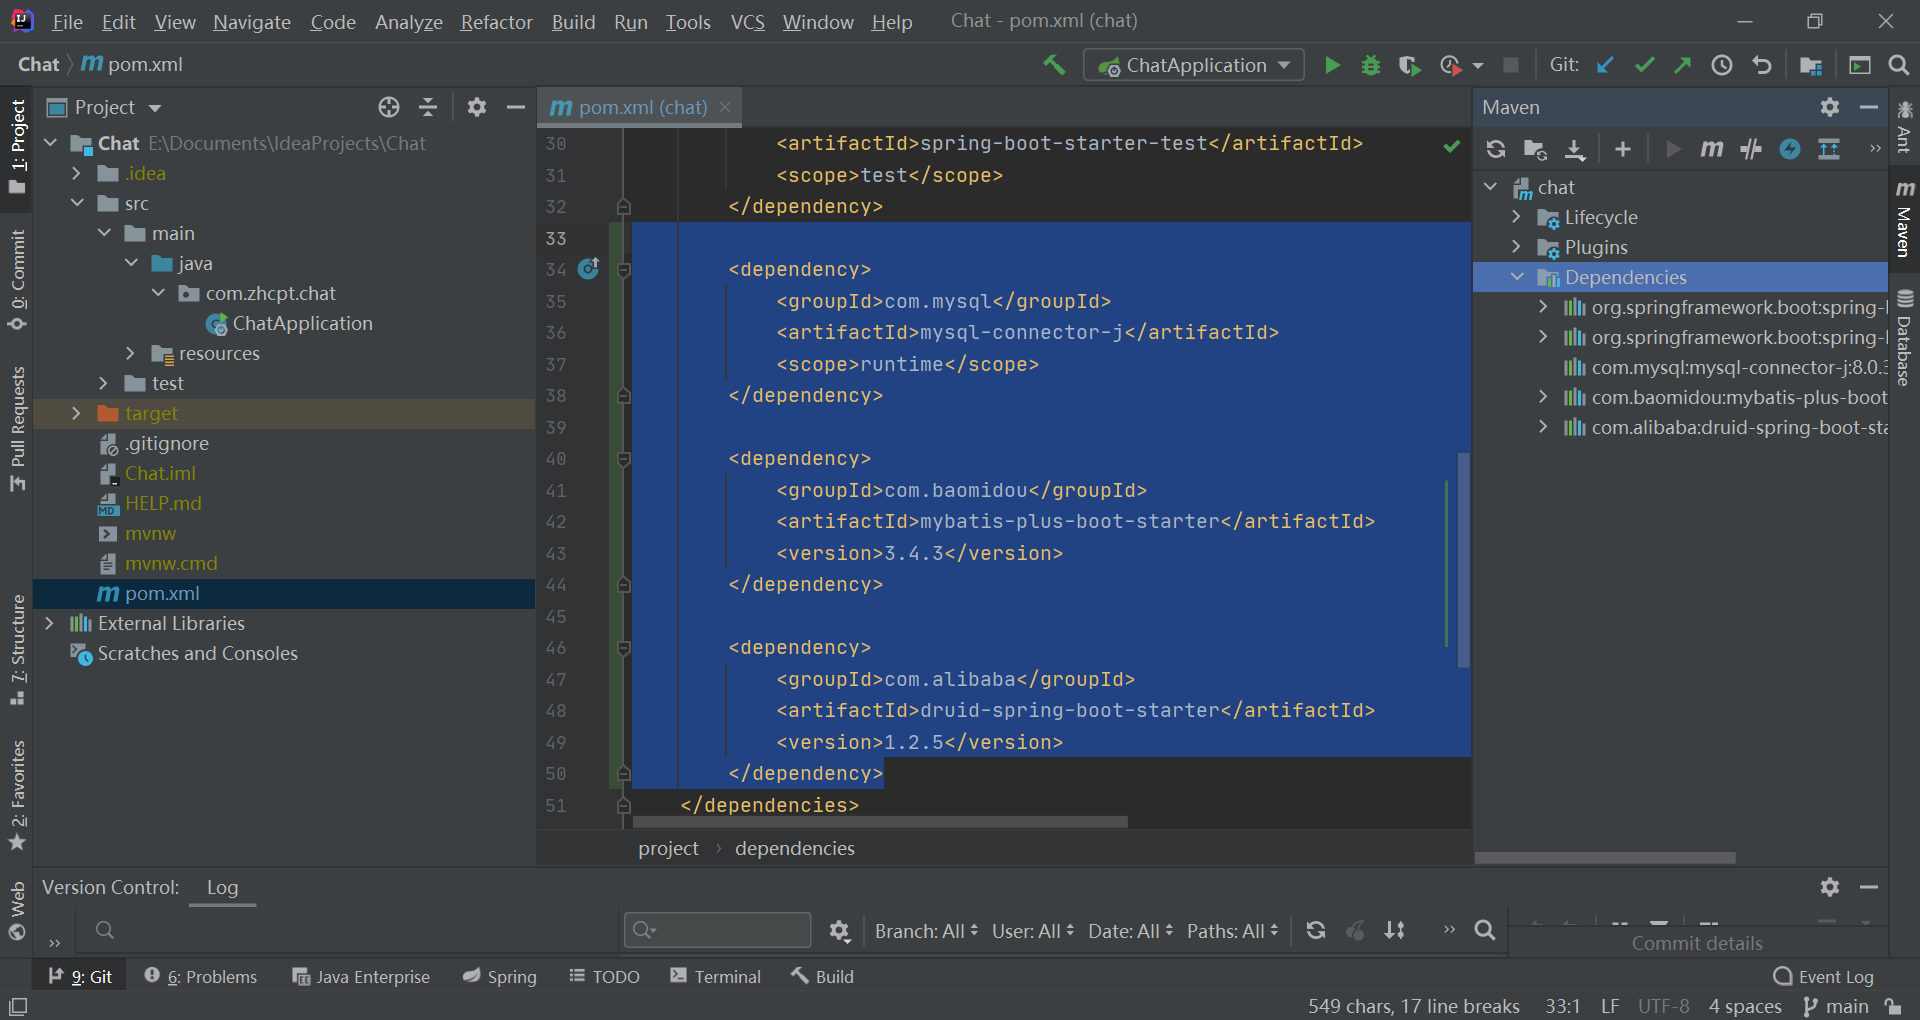 File Edit View Navigate Code Analyze Refactor Build Run Tools VCS Window Help Chat - pom.xml (chat)
Chat pom.xml ChatApplication Git:
1: Project
0: Commit
Pull Requests
7: Structure
2: Favorites
Web
Project
Chat E:\Documents\IdeaProjects\Chat
.idea
src
main
java
com.zhcpt.chat
ChatApplication
resources
test
target
.gitignore
Chat.iml
HELP.md
mvnw
mvnw.cmd
pom.xml
External Libraries
Scratches and Consoles
pom.xml (chat)
30 <artifactId>spring-boot-starter-test</artifactId>
31 <scope>test</scope>
32 </dependency>
33
34 <dependency>
35 <groupId>com.mysql</groupId>
36 <artifactId>mysql-connector-j</artifactId>
37 <scope>runtime</scope>
38 </dependency>
39
40 <dependency>
41 <groupId>com.baomidou</groupId>
42 <artifactId>mybatis-plus-boot-starter</artifactId>
43 <version>3.4.3</version>
44 </dependency>
45
46 <dependency>
47 <groupId>com.alibaba</groupId>
48 <artifactId>druid-spring-boot-starter</artifactId>
49 <version>1.2.5</version>
50 </dependency>
51 </dependencies>
project › dependencies
Maven
chat
Lifecycle
Plugins
Dependencies
org.springframework.boot:spring-
org.springframework.boot:spring-
com.mysql:mysql-connector-j:8.0.3
com.baomidou:mybatis-plus-boot
com.alibaba:druid-spring-boot-sta
Ant
Maven
Database
Version Control: Log
Branch: All User: All Date: All Paths: All
Commit details
9: Git 6: Problems Java Enterprise Spring TODO Terminal Build Event Log
549 chars, 17 line breaks 33:1 LF UTF-8 4 spaces main